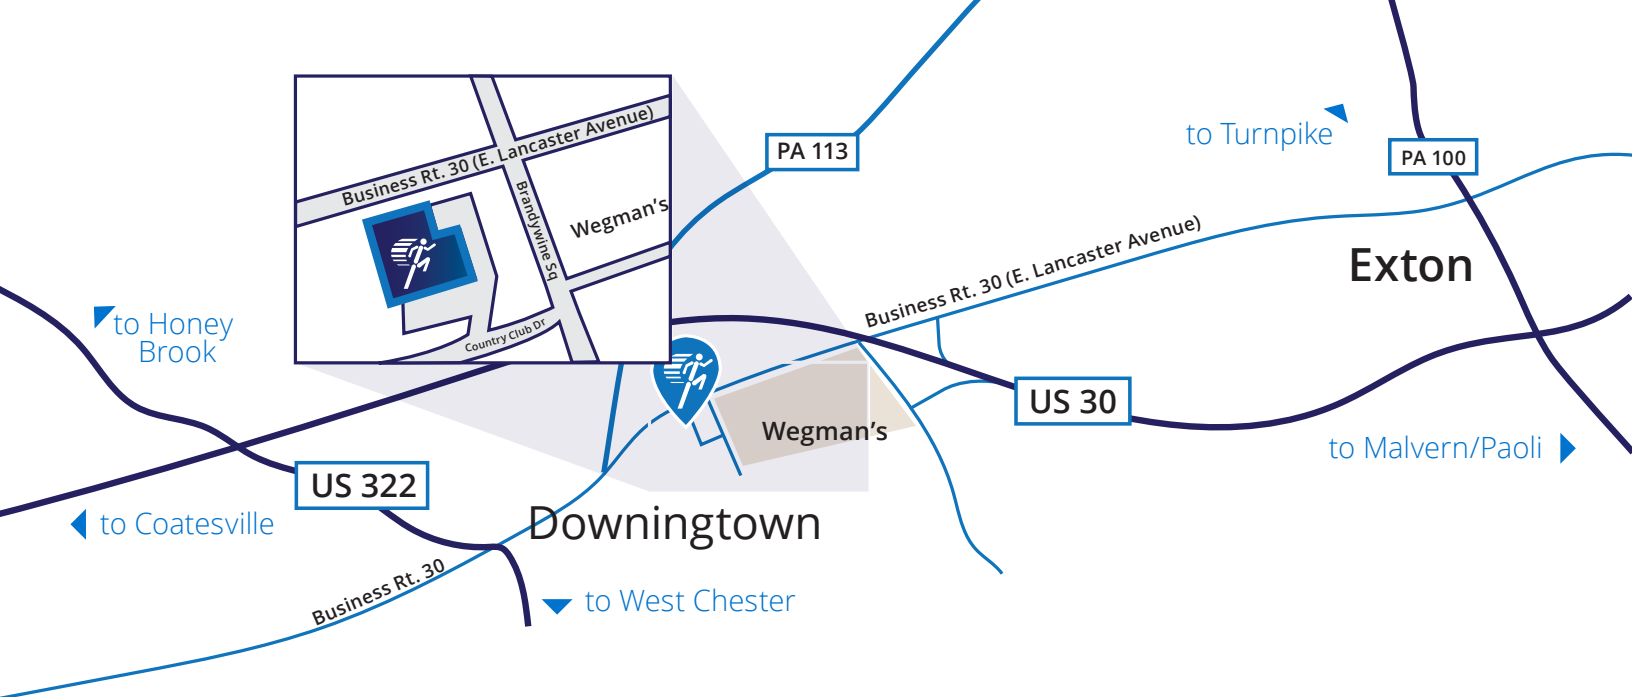 Business Rt. 30 (E. Lancaster Avenue)
Brandywine Sq
Wegman’s
Country Club Dr
PA 113
to Turnpike
PA 100
Business Rt. 30 (E. Lancaster Avenue)
Exton
to Honey
Brook
US 30
Wegman’s
to Malvern/Paoli
US 322
to Coatesville
Downingtown
Business Rt. 30
to West Chester